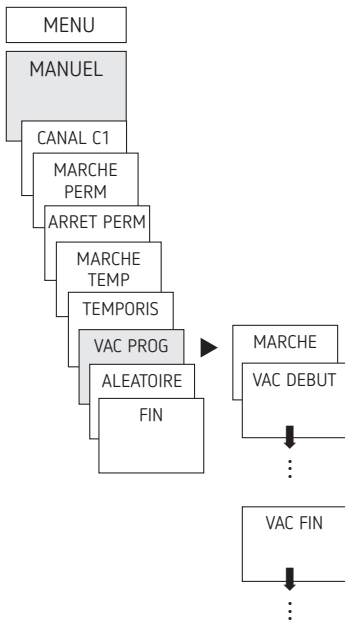 MENU
MANUEL
CANAL C1
MARCHE
PERM
ARRET PERM
MARCHE
TEMP
TEMPORIS
VAC PROG
ALEATOIRE
FIN
MARCHE
VAC DEBUT
VAC FIN